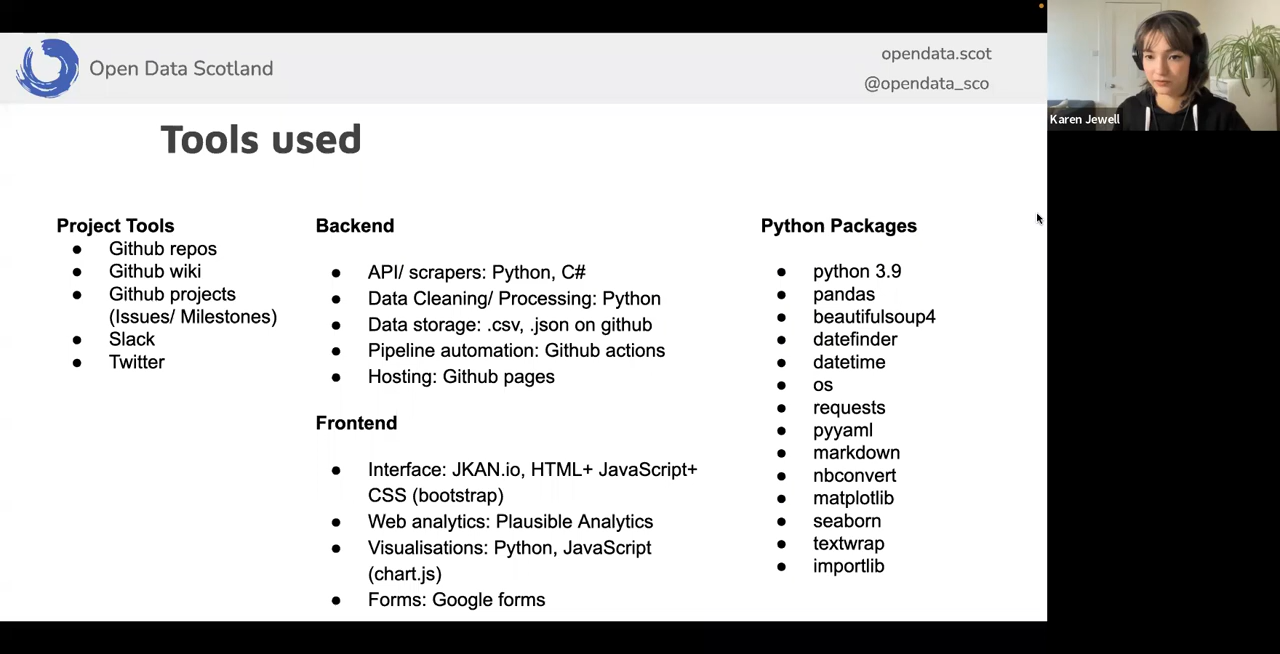 Open Data Scotland
opendata.scot
@opendata_sco
Karen Jewell
Tools used
Project Tools
● Github repos
● Github wiki
● Github projects
(Issues/ Milestones)
● Slack
● Twitter
Backend
● API/ scrapers: Python, C#
● Data Cleaning/ Processing: Python
● Data storage: .csv, .json on github
● Pipeline automation: Github actions
● Hosting: Github pages
Frontend
● Interface: JKAN.io, HTML+ JavaScript+
CSS (bootstrap)
● Web analytics: Plausible Analytics
● Visualisations: Python, JavaScript
(chart.js)
● Forms: Google forms
Python Packages
● python 3.9
● pandas
● beautifulsoup4
● datefinder
● datetime
● os
● requests
● pyyaml
● markdown
● nbconvert
● matplotlib
● seaborn
● textwrap
● importlib